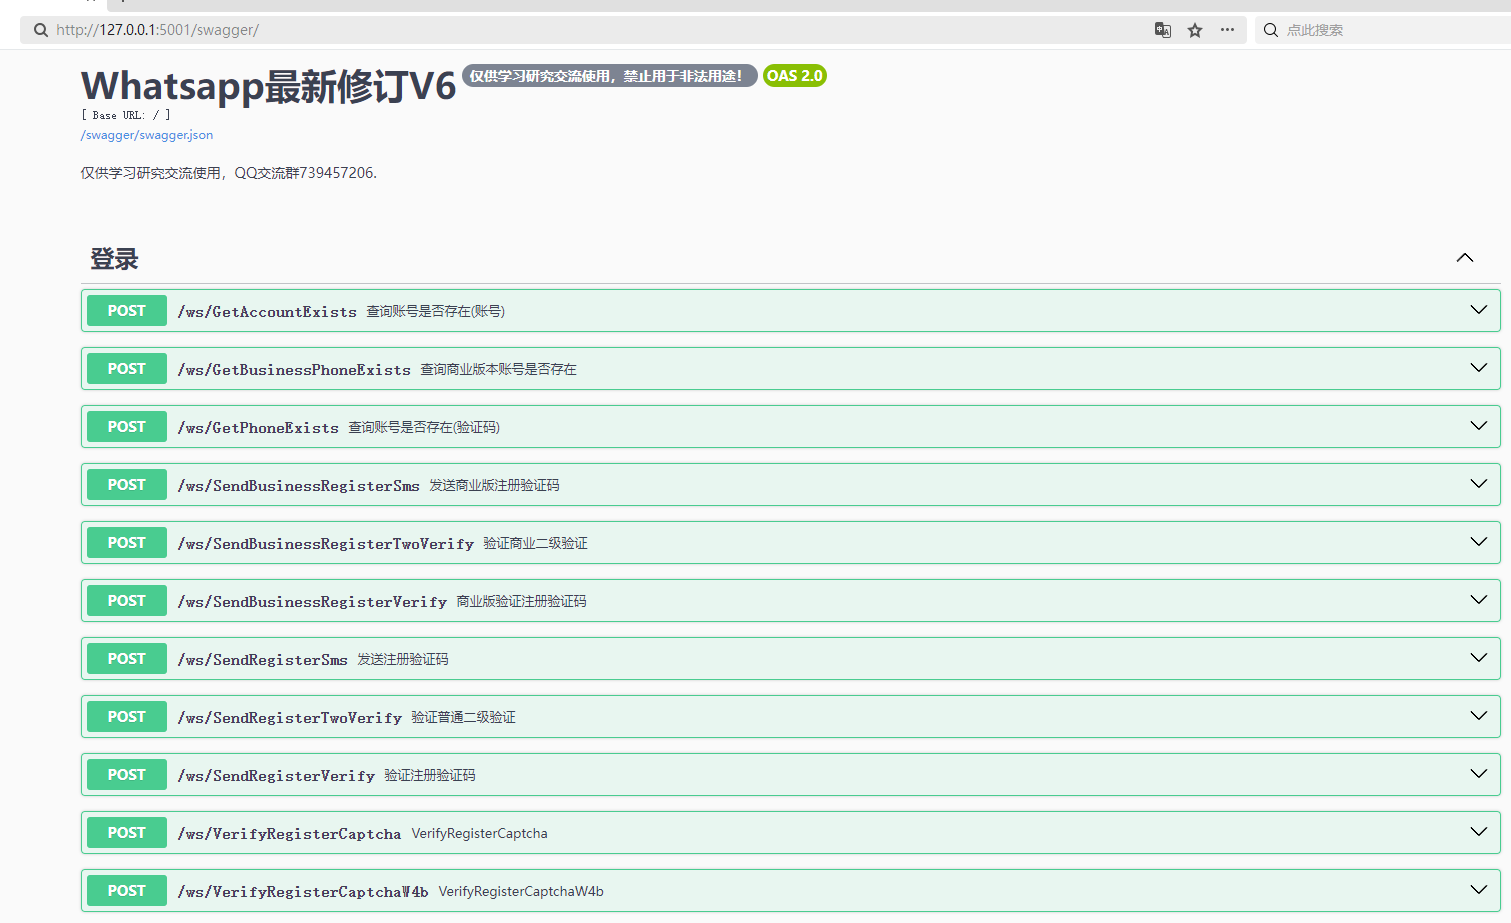 http://127.0.0.1:5001/swagger/
点此搜索
Whatsapp最新修订V6 仅供学习研究交流使用，禁止用于非法用途！ OAS 2.0
[ Base URL: / ]
/swagger/swagger.json
仅供学习研究交流使用，QQ交流群739457206.
登录
POST /ws/GetAccountExists 查询账号是否存在(账号)
POST /ws/GetBusinessPhoneExists 查询商业版本账号是否存在
POST /ws/GetPhoneExists 查询账号是否存在(验证码)
POST /ws/SendBusinessRegisterSms 发送商业版注册验证码
POST /ws/SendBusinessRegisterTwoVerify 验证商业二级验证
POST /ws/SendBusinessRegisterVerify 商业版验证注册验证码
POST /ws/SendRegisterSms 发送注册验证码
POST /ws/SendRegisterTwoVerify 验证普通二级验证
POST /ws/SendRegisterVerify 验证注册验证码
POST /ws/VerifyRegisterCaptcha VerifyRegisterCaptcha
POST /ws/VerifyRegisterCaptchaW4b VerifyRegisterCaptchaW4b